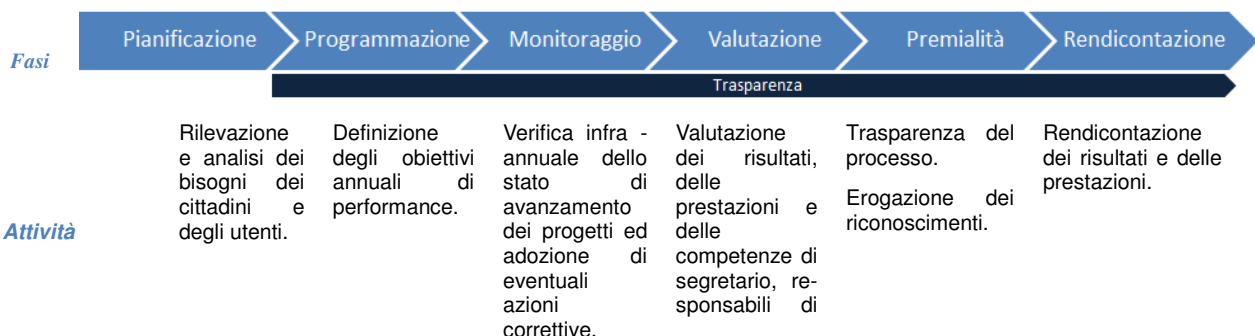 Fasi
Pianificazione
Programmazione
Monitoraggio
Valutazione
Premialità
Rendicontazione
Trasparenza
Attività
Rilevazione
e analisi dei
bisogni dei
cittadini e
degli utenti.
Definizione
degli obiettivi
annuali di
performance.
Verifica infra -
annuale dello
stato di
avanzamento
dei progetti ed
adozione di
eventuali
azioni
correttive.
Valutazione
dei risultati,
delle
prestazioni e
delle
competenze di
segretario, re-
sponsabili di
Trasparenza del
processo.
Erogazione dei
riconoscimenti.
Rendicontazione
dei risultati e delle
prestazioni.